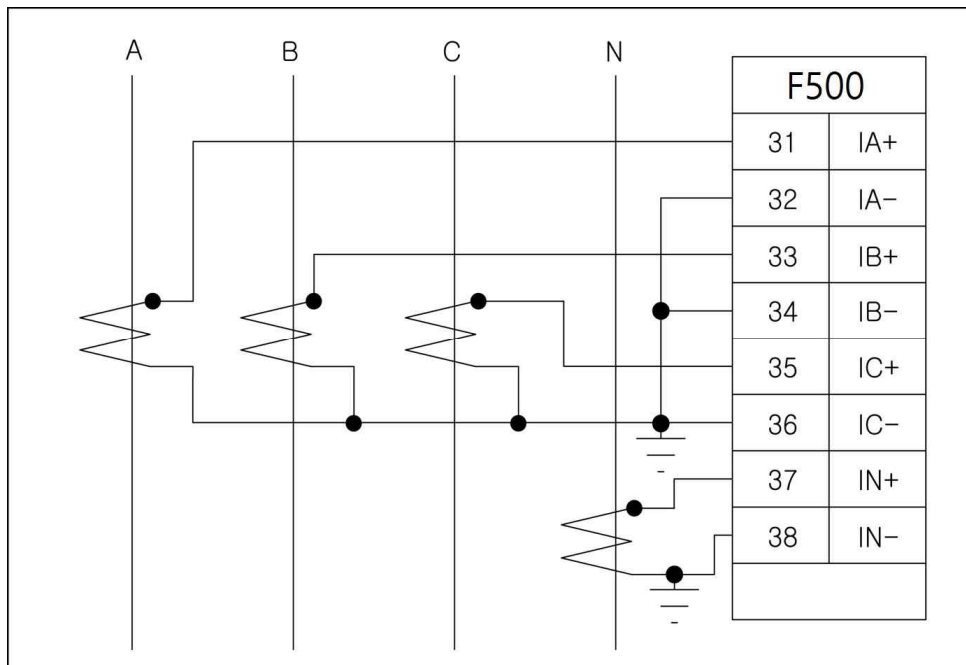 A B C N
F500
31 IA+
32 IA−
33 IB+
34 IB−
35 IC+
36 IC−
37 IN+
38 IN−